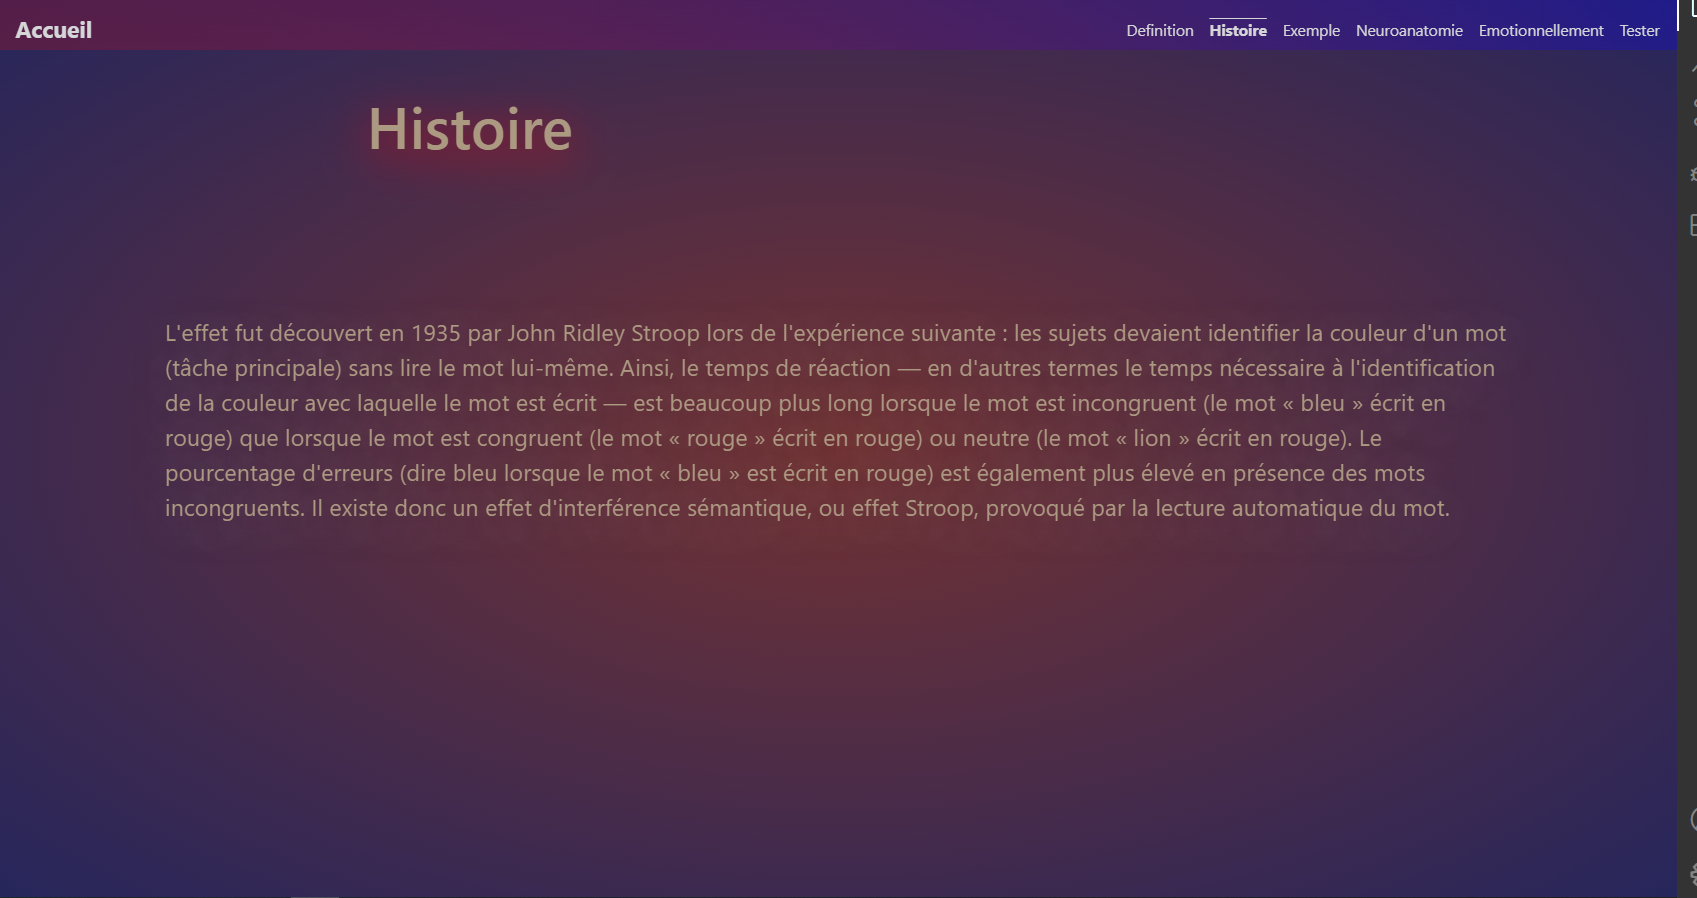 Accueil
Definition Histoire Exemple Neuroanatomie Emotionnellement Tester
Histoire
L'effet fut découvert en 1935 par John Ridley Stroop lors de l'expérience suivante : les sujets devaient identifier la couleur d'un mot
(tâche principale) sans lire le mot lui-même. Ainsi, le temps de réaction — en d'autres termes le temps nécessaire à l'identification
de la couleur avec laquelle le mot est écrit — est beaucoup plus long lorsque le mot est incongruent (le mot « bleu » écrit en
rouge) que lorsque le mot est congruent (le mot « rouge » écrit en rouge) ou neutre (le mot « lion » écrit en rouge). Le
pourcentage d'erreurs (dire bleu lorsque le mot « bleu » est écrit en rouge) est également plus élevé en présence des mots
incongruents. Il existe donc un effet d'interférence sémantique, ou effet Stroop, provoqué par la lecture automatique du mot.